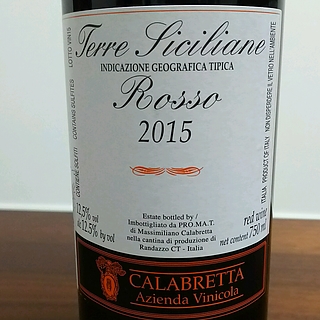 Terre Siciliane
INDICAZIONE GEOGRAFICA TIPICA
Rosso
2015
LOTTO VINI 5
CONTAINS SULFITES
CONTIENE SOLFITI
NON DISPERDERE IL VETRO NELL'AMBIENTE
ITALIA PRODUCT OF ITALY
12.5% vol
alc 12.5% by vol
Estate bottled by /
Imbottigliato da PRO.MA.T.
di Massimiliano Calabretta
nella cantina di produzione di
Randazzo CT - Italia
red wine
net content 750 ml
CALABRETTA
Azienda Vinicola